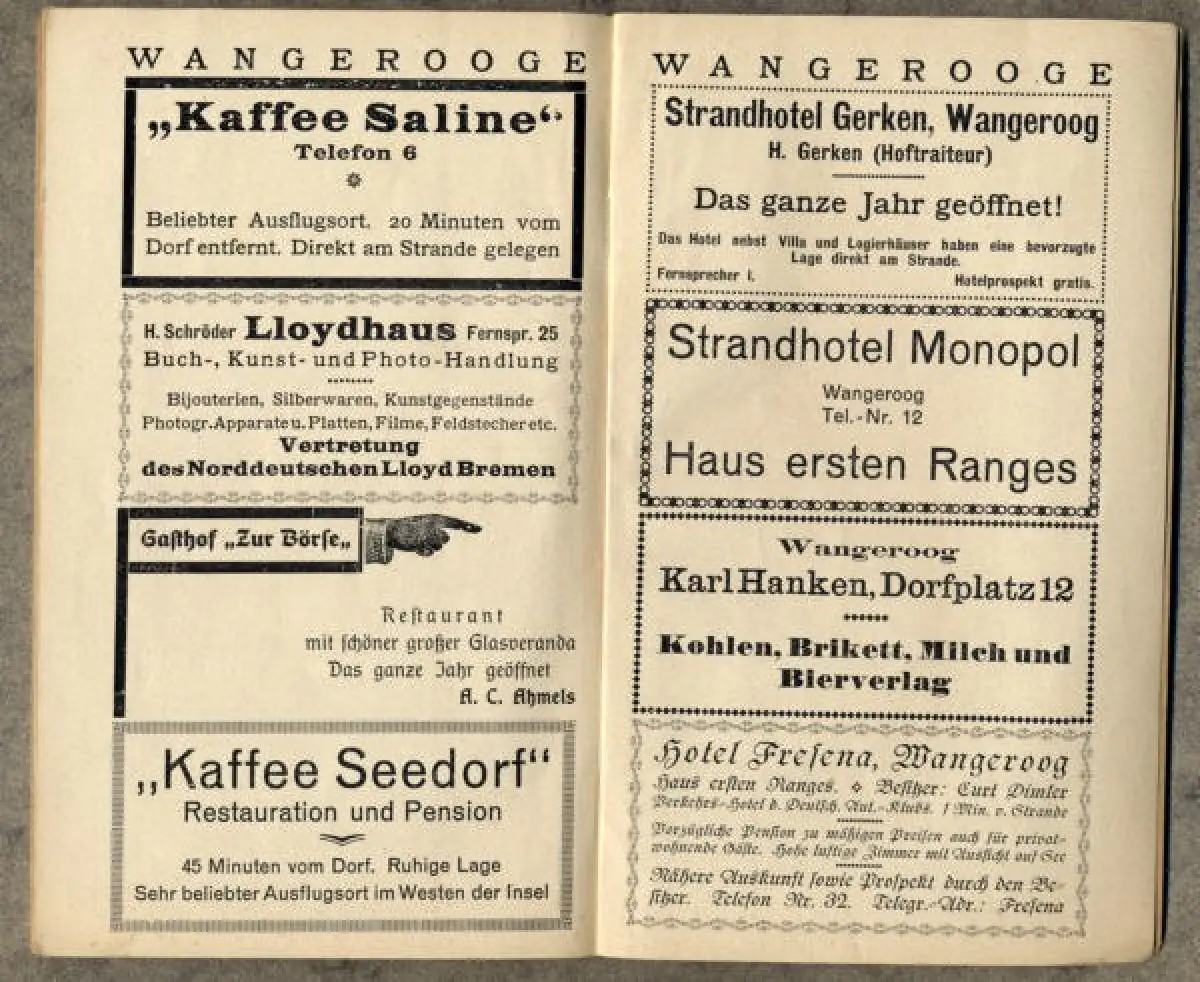 WANGEROOGE
„Kaffee Saline“
Telefon 6
Beliebter Ausflugsort. 20 Minuten vom
Dorf entfernt. Direkt am Strande gelegen
H. Schröder Lloydhaus Fernspr. 25
Buch-, Kunst- und Photo-Handlung
Bijouterien, Silberwaren, Kunstgegenstände
Photogr. Apparate u. Platten, Filme, Feldstecher etc.
Vertretung
des Norddeutschen Lloyd Bremen
Gaſthof „Zur Börſe„
Reſtaurant
mit ſchöner großer Glasveranda
Das ganze Jahr geöffnet
A. C. Ahmels
„Kaffee Seedorf“
Restauration und Pension
45 Minuten vom Dorf. Ruhige Lage
Sehr beliebter Ausflugsort im Westen der Insel
WANGEROOGE
Strandhotel Gerken, Wangeroog
H. Gerken (Hoftraiteur)
Das ganze Jahr geöffnet!
Das Hotel nebst Villa und Logierhäuser haben eine bevorzugte
Lage direkt am Strande.
Fernsprecher 1. Hotelprospekt gratis.
Strandhotel Monopol
Wangeroog
Tel.-Nr. 12
Haus ersten Ranges
Wangeroog
Karl Hanken, Dorfplatz 12
Kohlen, Brikett, Milch und
Bierverlag
Hotel Freſena, Wangeroog
Haus erſten Ranges. Beſitzer: Curt Dimler
Verkehrs-Hotel d. Deutſch. Aut.-Klubs. 1 Min. v. Strande
Vorzügliche Penſion zu mäßigen Preiſen auch für privat-
wohnende Gäſte. Hohe luftige Zimmer mit Ausſicht auf See
Nähere Auskunft ſowie Proſpekt durch den Be-
ſitzer. Telefon Nr. 32. Telegr.-Adr.: Freſena